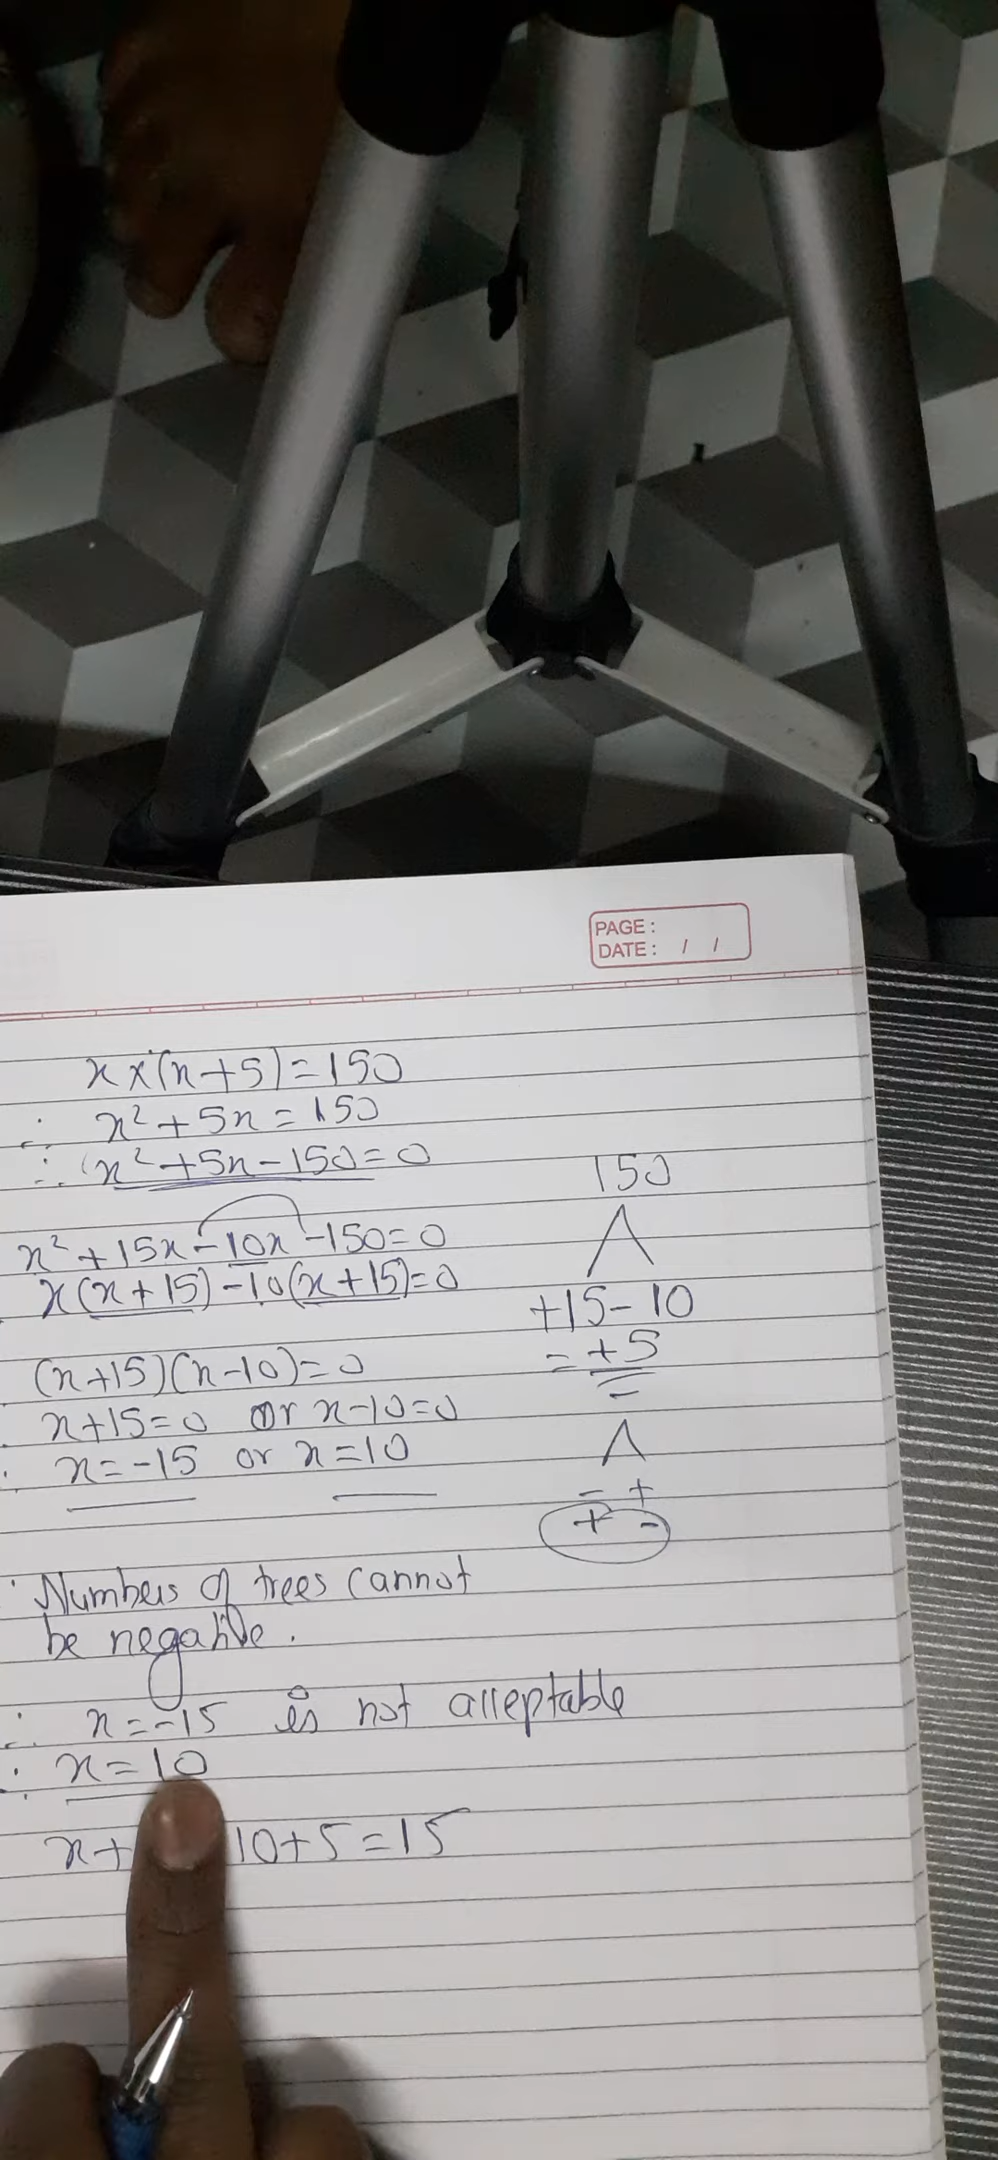 PAGE :
DATE : / /
x×(x+5)=150
∴ x²+5x=150
∴ x²+5x-150=0
x²+15x-10x-150=0
x(x+15)-10(x+15)=0
(x+15)(x-10)=0
x+15=0 or x-10=0
∴ x=-15 or x=10
150
+15-10
=+5
- +
+ -
Numbers of trees cannot
be negative.
∴ x=-15 is not acceptable
∴ x=10
x+ 10+5=15